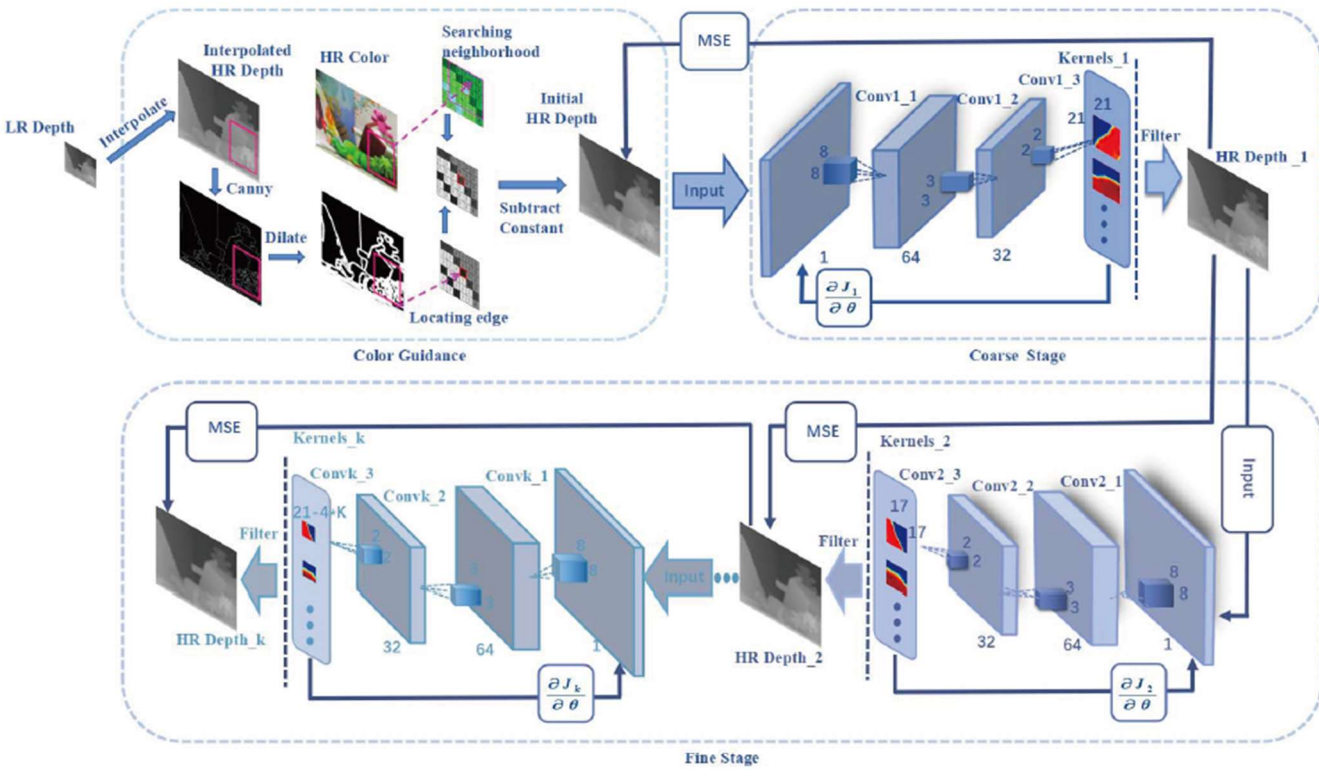 LR Depth
Interpolate
Interpolated
HR Depth
Canny
Dilate
HR Color
Searching
neighborhood
Locating edge
Subtract
Constant
Initial
HR Depth
Color Guidance
MSE
Input
Conv1_1
Conv1_2
Conv1_3
Kernels_1
8
8
3
3
2
2
21
21
1
64
32
∂J₁
∂θ
Filter
HR Depth _1
Coarse Stage
Input
MSE
Kernels_2
Conv2_3
Conv2_2
Conv2_1
17
17
2
2
3
3
8
8
32
64
1
∂J₂
∂θ
Filter
HR Depth_2
Input
MSE
Kernels_k
Convk_3
Convk_2
Convk_1
2
2
8
8
32
64
1
∂Jₖ
∂θ
Filter
HR Depth_k
Fine Stage